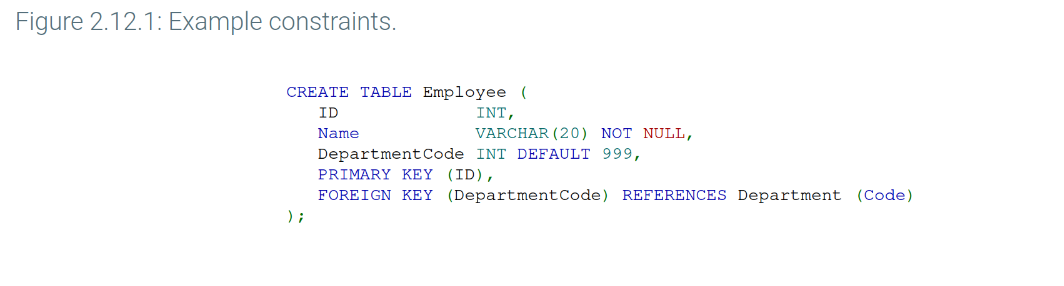 Figure 2.12.1: Example constraints.
CREATE TABLE Employee (
ID INT,
Name VARCHAR(20) NOT NULL,
DepartmentCode INT DEFAULT 999,
PRIMARY KEY (ID),
FOREIGN KEY (DepartmentCode) REFERENCES Department (Code)
);